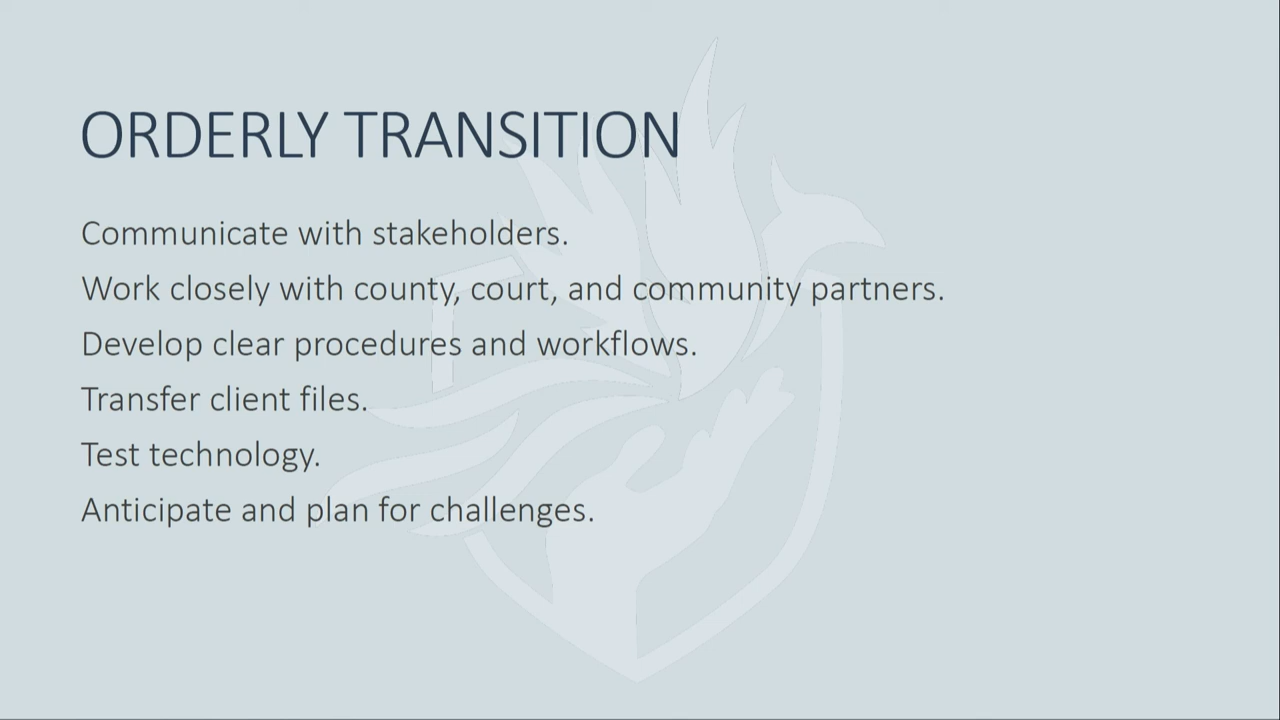 ORDERLY TRANSITION
Communicate with stakeholders.
Work closely with county, court, and community partners.
Develop clear procedures and workflows.
Transfer client files.
Test technology.
Anticipate and plan for challenges.